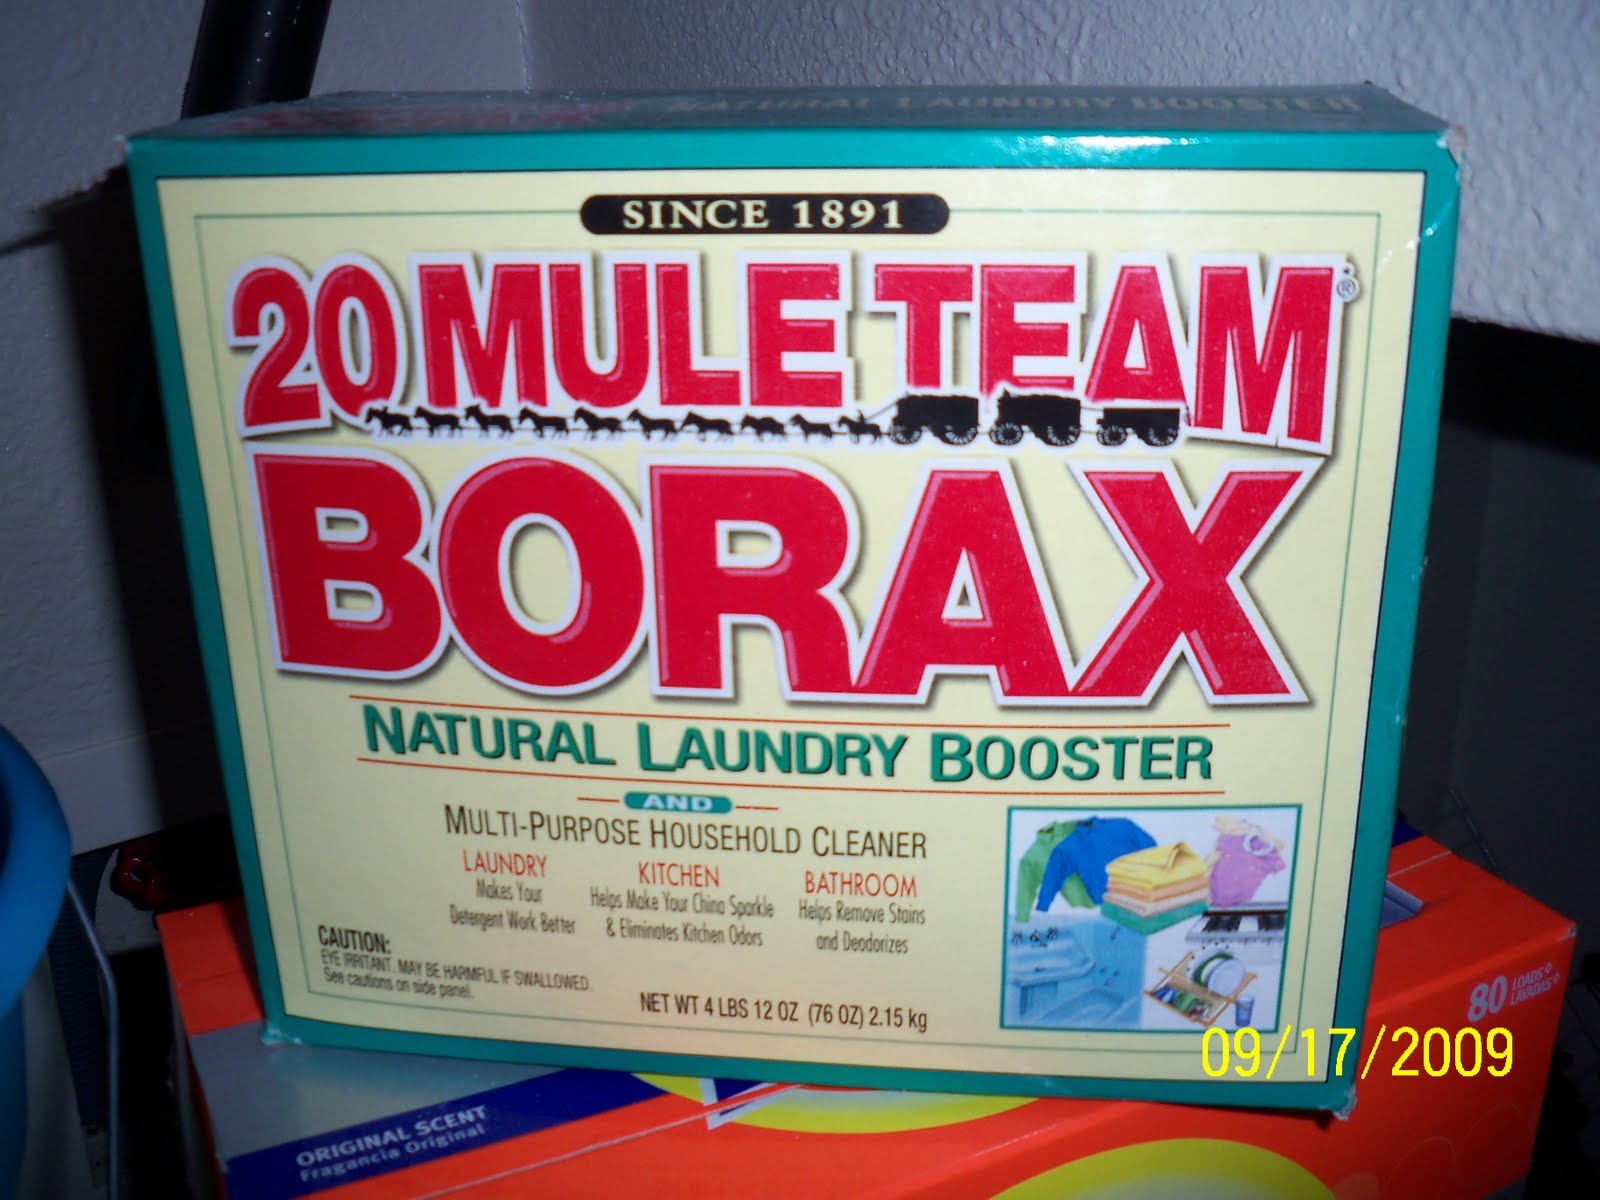 NATURAL LAUNDRY BOOSTER
SINCE 1891
20 MULE TEAM®
BORAX
NATURAL LAUNDRY BOOSTER
AND
MULTI-PURPOSE HOUSEHOLD CLEANER
LAUNDRY
Makes Your
Detergent Work Better
KITCHEN
Helps Make Your China Sparkle
& Eliminates Kitchen Odors
BATHROOM
Helps Remove Stains
and Deodorizes
CAUTION:
EYE IRRITANT. MAY BE HARMFUL IF SWALLOWED.
See cautions on side panel.
NET WT 4 LBS 12 OZ (76 OZ) 2.15 kg
80 LOADS
LAVADAS
09/17/2009
ORIGINAL SCENT
Fragancia Original